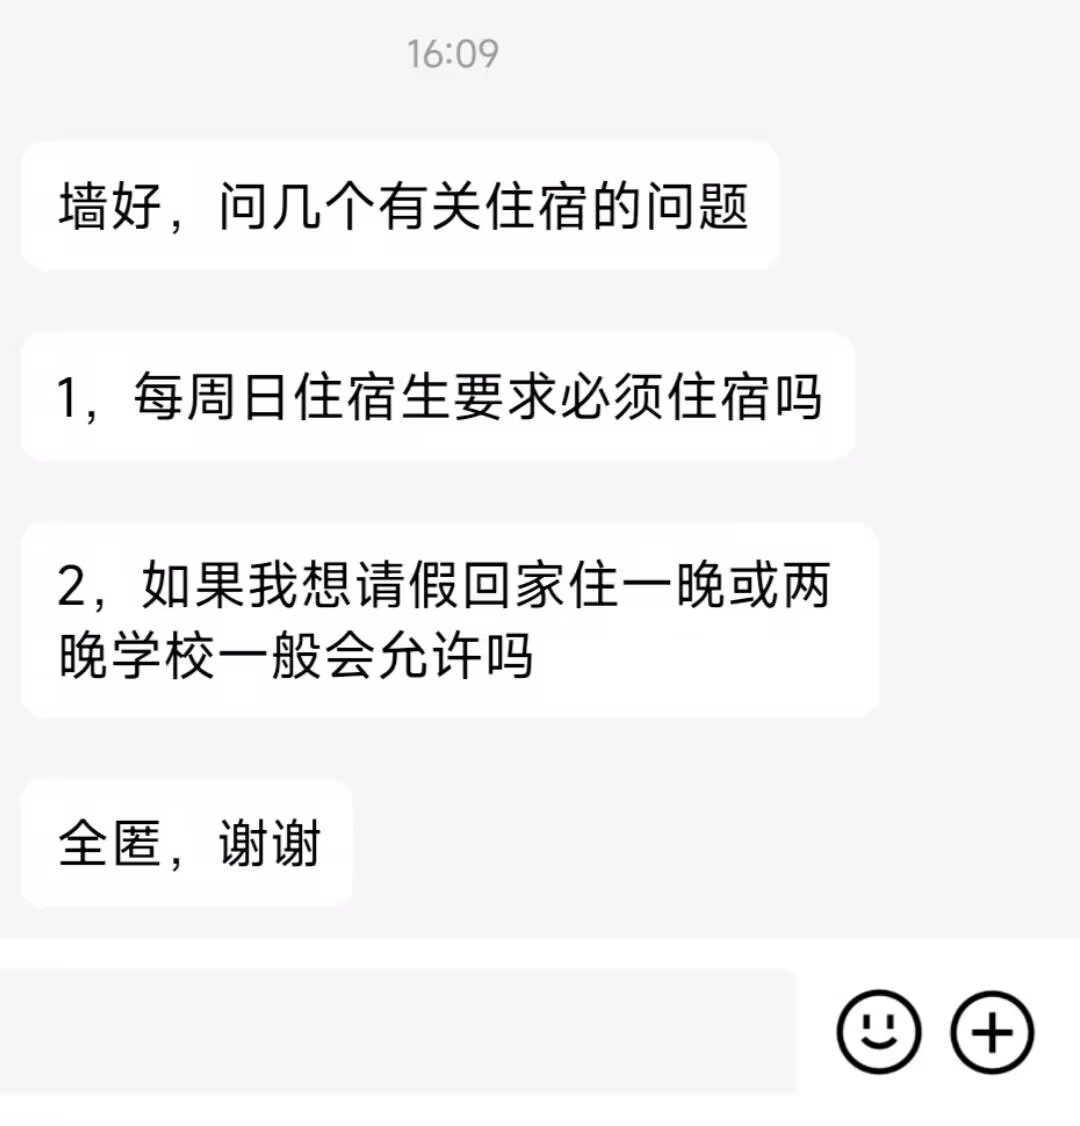 16:09
墙好，问几个有关住宿的问题
1，每周日住宿生要求必须住宿吗
2，如果我想请假回家住一晚或两
晚学校一般会允许吗
全匿，谢谢